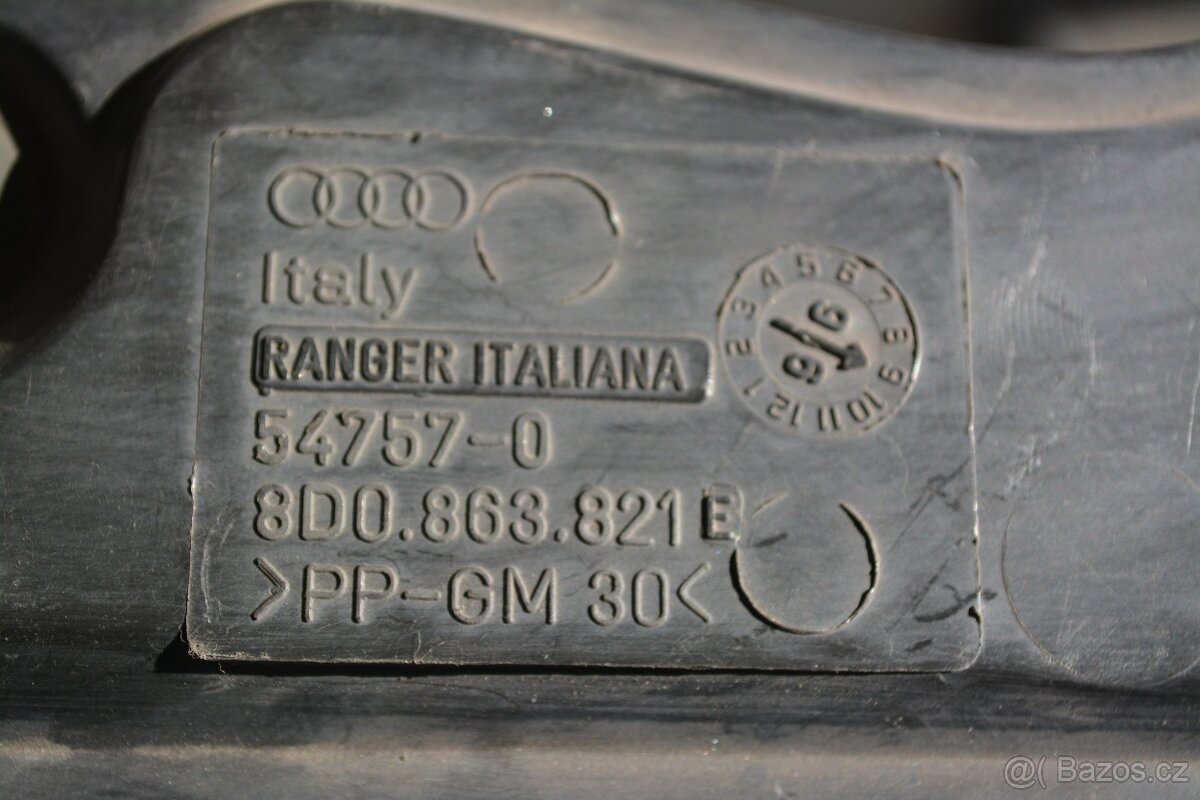 Italy
RANGER ITALIANA
54757-0
8D0.863.821 E
>PP-GM 30<
1 2 3 4 5 6 7 8 9 10 11 12
@( Bazos.cz